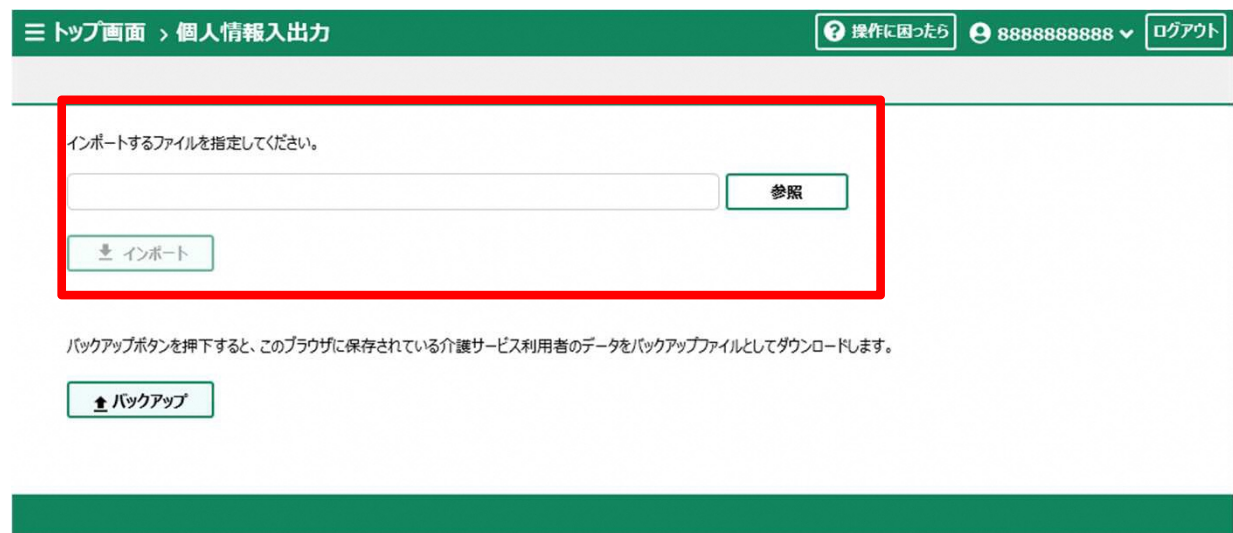 トップ画面 > 個人情報入出力 操作に困ったら 8888888888 ログアウト
インポートするファイルを指定してください。
参照
インポート
バックアップボタンを押下すると、このブラウザに保存されている介護サービス利用者のデータをバックアップファイルとしてダウンロードします。
バックアップ